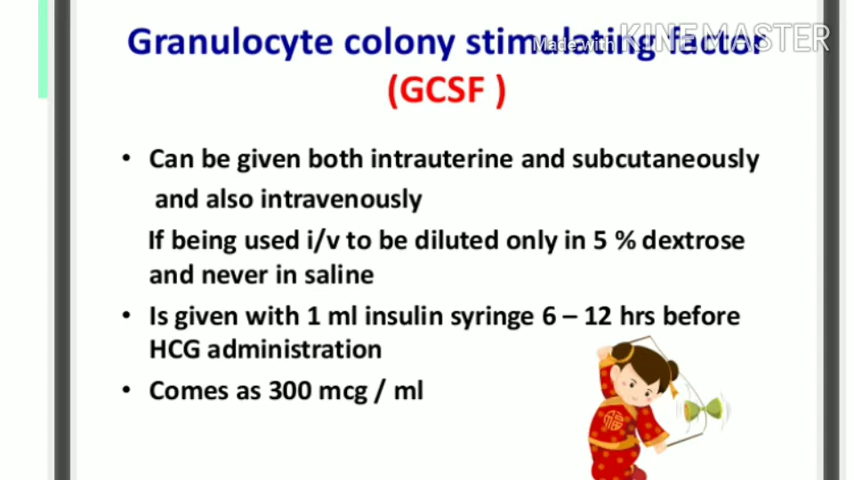 Granulocyte colony stimulating factor
Made with KINEMASTER
(GCSF )
• Can be given both intrauterine and subcutaneously
and also intravenously
If being used i/v to be diluted only in 5 % dextrose
and never in saline
• Is given with 1 ml insulin syringe 6 – 12 hrs before
HCG administration
• Comes as 300 mcg / ml